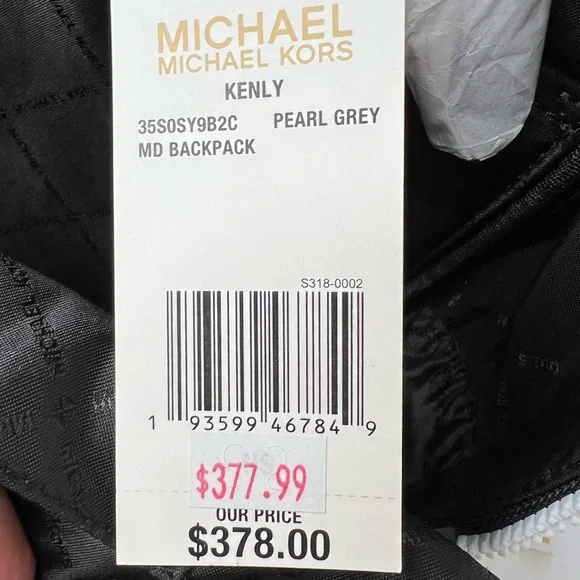 MICHAEL
MICHAEL KORS
KENLY
35S0SY9B2C PEARL GREY
MD BACKPACK
S318-0002
1 93599 46784 9
$377.99
OUR PRICE
$378.00